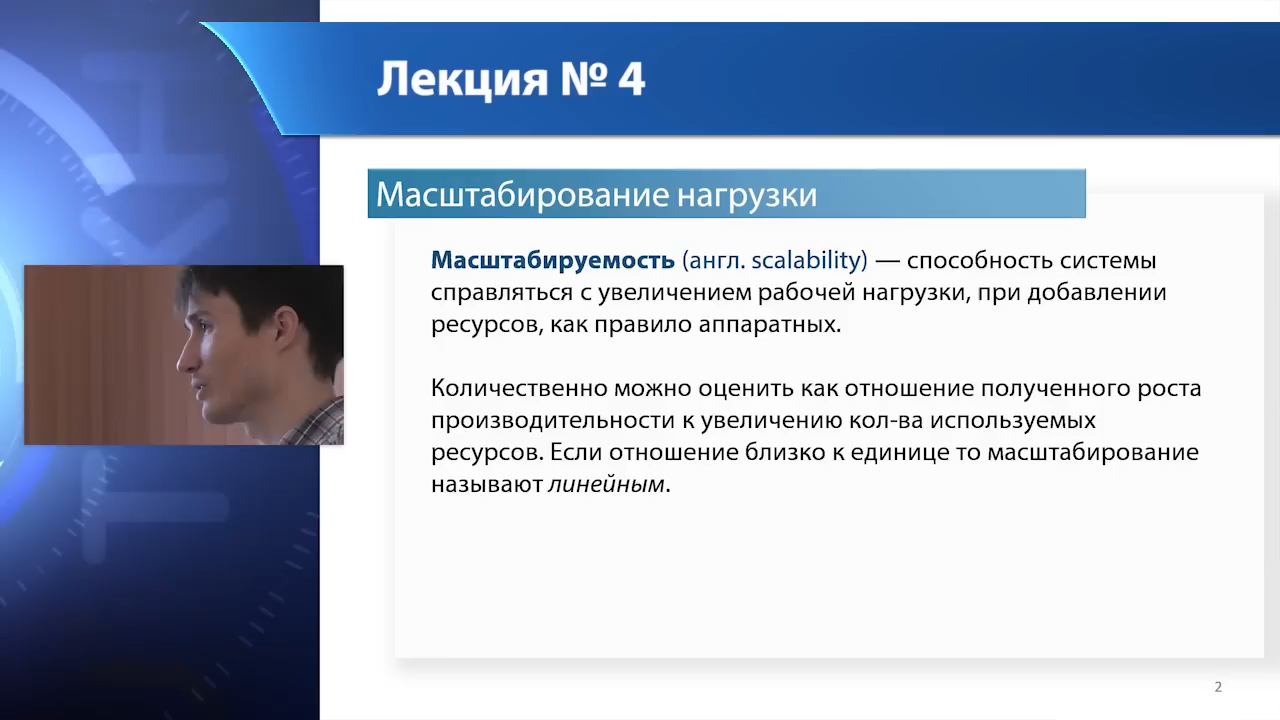 Лекция № 4
Масштабирование нагрузки
Масштабируемость (англ. scalability) — способность системы
справляться с увеличением рабочей нагрузки, при добавлении
ресурсов, как правило аппаратных.
Количественно можно оценить как отношение полученного роста
производительности к увеличению кол-ва используемых
ресурсов. Если отношение близко к единице то масштабирование
называют линейным.
2